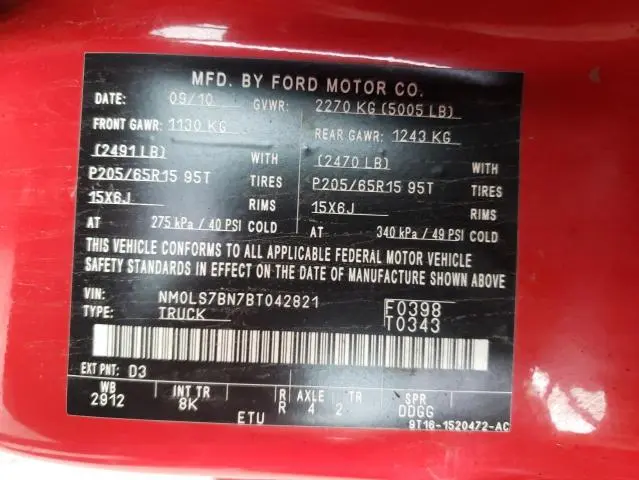 MFD. BY FORD MOTOR CO.
DATE: 09/10 GVWR: 2270 KG (5005 LB)
FRONT GAWR: 1130 KG REAR GAWR: 1243 KG
(2491 LB) WITH (2470 LB) WITH
P205/65R15 95T TIRES P205/65R15 95T TIRES
15X6J RIMS 15X6J RIMS
AT 275 kPa / 40 PSI COLD AT 340 kPa / 49 PSI COLD
THIS VEHICLE CONFORMS TO ALL APPLICABLE FEDERAL MOTOR VEHICLE
SAFETY STANDARDS IN EFFECT ON THE DATE OF MANUFACTURE SHOWN ABOVE
VIN: NM0LS7BN7BT042821 F0398
TYPE: TRUCK T0343
EXT PNT: D3
WB INT TR R AXLE TR SPR
2912 8K R 4 2 DDGG
ETU 9T16-1520472-AC